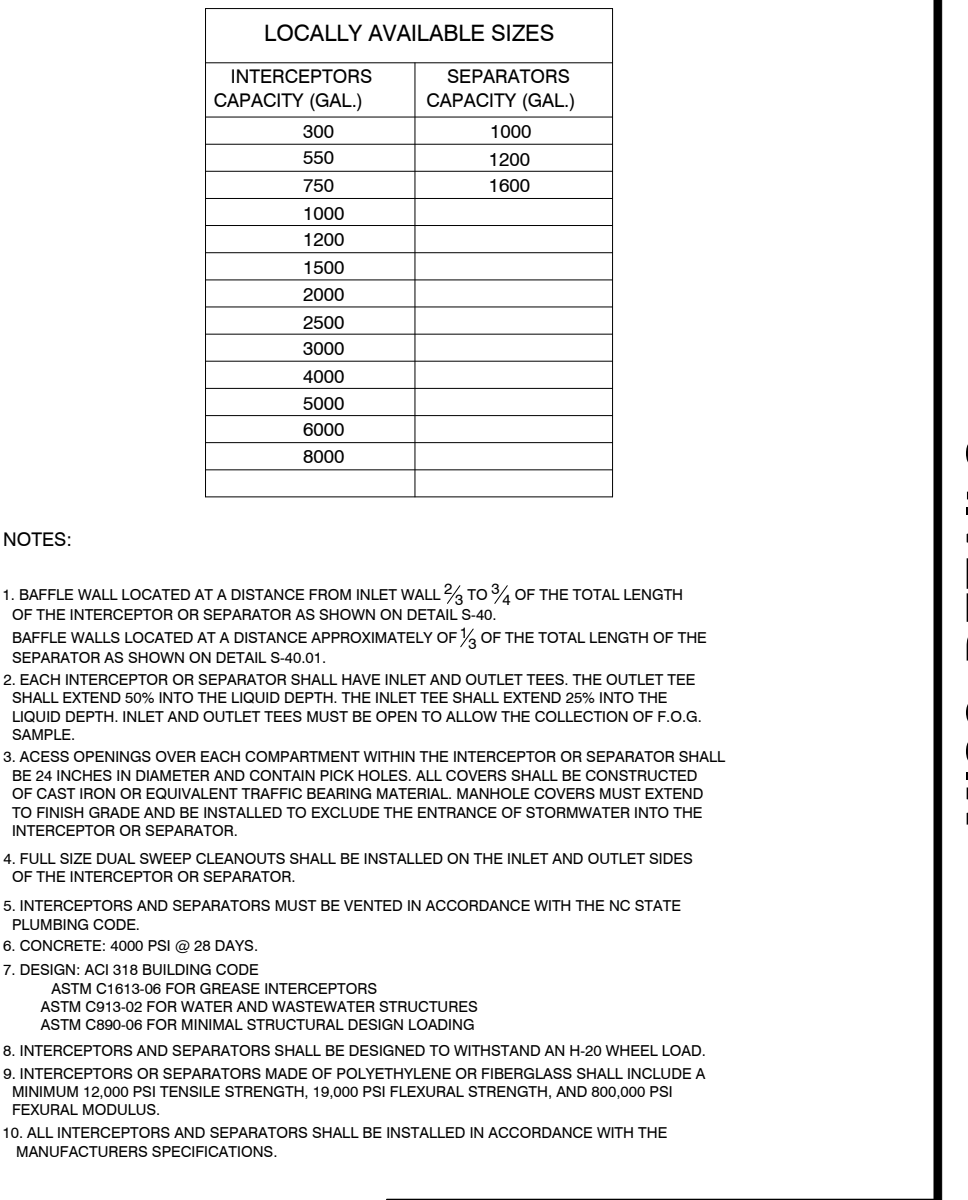 LOCALLY AVAILABLE SIZES
INTERCEPTORS CAPACITY (GAL.) SEPARATORS CAPACITY (GAL.)
300 1000
550 1200
750 1600
1000
1200
1500
2000
2500
3000
4000
5000
6000
8000
NOTES:
1. BAFFLE WALL LOCATED AT A DISTANCE FROM INLET WALL 2/3 TO 3/4 OF THE TOTAL LENGTH
OF THE INTERCEPTOR OR SEPARATOR AS SHOWN ON DETAIL S-40.
BAFFLE WALLS LOCATED AT A DISTANCE APPROXIMATELY OF 1/3 OF THE TOTAL LENGTH OF THE
SEPARATOR AS SHOWN ON DETAIL S-40.01.
2. EACH INTERCEPTOR OR SEPARATOR SHALL HAVE INLET AND OUTLET TEES. THE OUTLET TEE
SHALL EXTEND 50% INTO THE LIQUID DEPTH. THE INLET TEE SHALL EXTEND 25% INTO THE
LIQUID DEPTH. INLET AND OUTLET TEES MUST BE OPEN TO ALLOW THE COLLECTION OF F.O.G.
SAMPLE.
3. ACESS OPENINGS OVER EACH COMPARTMENT WITHIN THE INTERCEPTOR OR SEPARATOR SHALL
BE 24 INCHES IN DIAMETER AND CONTAIN PICK HOLES. ALL COVERS SHALL BE CONSTRUCTED
OF CAST IRON OR EQUIVALENT TRAFFIC BEARING MATERIAL. MANHOLE COVERS MUST EXTEND
TO FINISH GRADE AND BE INSTALLED TO EXCLUDE THE ENTRANCE OF STORMWATER INTO THE
INTERCEPTOR OR SEPARATOR.
4. FULL SIZE DUAL SWEEP CLEANOUTS SHALL BE INSTALLED ON THE INLET AND OUTLET SIDES
OF THE INTERCEPTOR OR SEPARATOR.
5. INTERCEPTORS AND SEPARATORS MUST BE VENTED IN ACCORDANCE WITH THE NC STATE
PLUMBING CODE.
6. CONCRETE: 4000 PSI @ 28 DAYS.
7. DESIGN: ACI 318 BUILDING CODE
ASTM C1613-06 FOR GREASE INTERCEPTORS
ASTM C913-02 FOR WATER AND WASTEWATER STRUCTURES
ASTM C890-06 FOR MINIMAL STRUCTURAL DESIGN LOADING
8. INTERCEPTORS AND SEPARATORS SHALL BE DESIGNED TO WITHSTAND AN H-20 WHEEL LOAD.
9. INTERCEPTORS OR SEPARATORS MADE OF POLYETHYLENE OR FIBERGLASS SHALL INCLUDE A
MINIMUM 12,000 PSI TENSILE STRENGTH, 19,000 PSI FLEXURAL STRENGTH, AND 800,000 PSI
FEXURAL MODULUS.
10. ALL INTERCEPTORS AND SEPARATORS SHALL BE INSTALLED IN ACCORDANCE WITH THE
MANUFACTURERS SPECIFICATIONS.